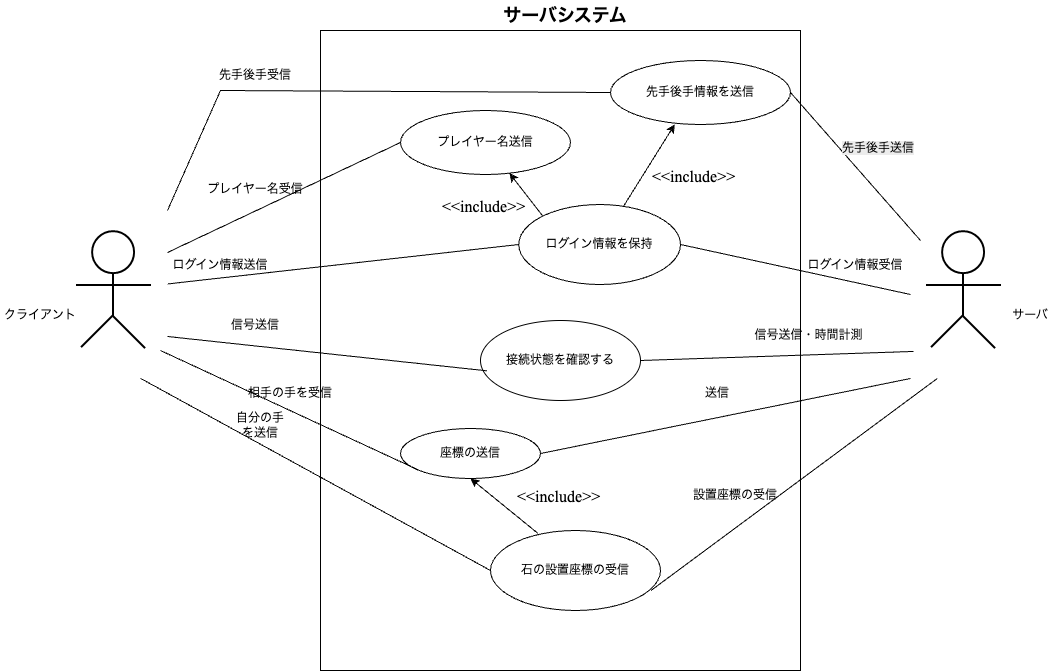 サーバシステム
先手後手受信
先手後手情報を送信
プレイヤー名送信
先手後手送信
<<include>>
プレイヤー名受信
<<include>>
ログイン情報を保持
ログイン情報送信
ログイン情報受信
クライアント
サーバ
信号送信
信号送信・時間計測
接続状態を確認する
相手の手を受信
送信
自分の手
を送信
座標の送信
<<include>>
設置座標の受信
石の設置座標の受信